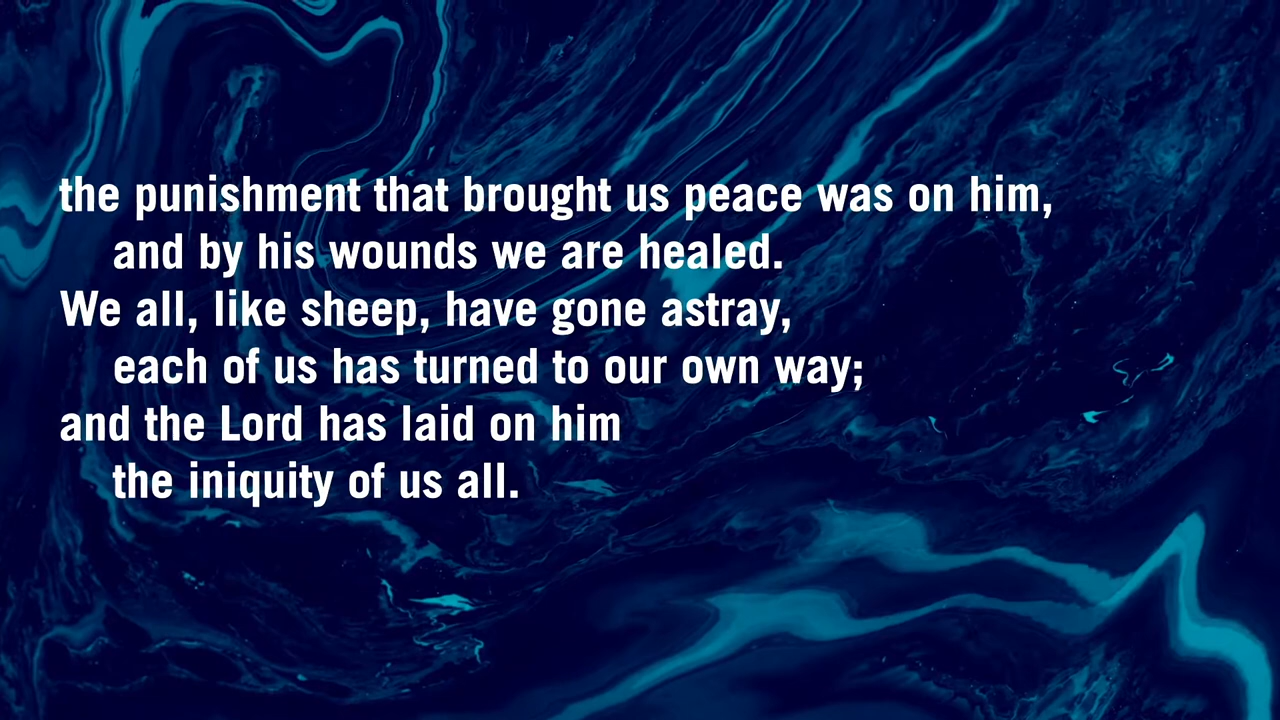 the punishment that brought us peace was on him,
and by his wounds we are healed.
We all, like sheep, have gone astray,
each of us has turned to our own way;
and the Lord has laid on him
the iniquity of us all.